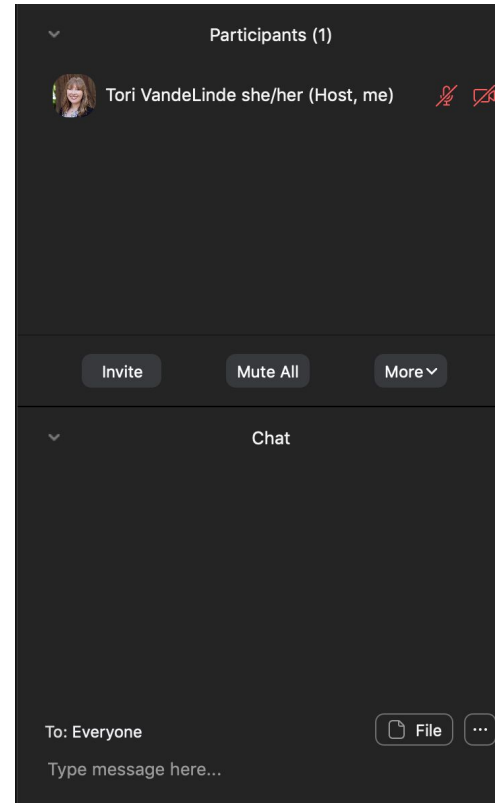 Participants (1)
Tori VandeLinde she/her (Host, me)
Invite Mute All More
Chat
To: Everyone File ...
Type message here...